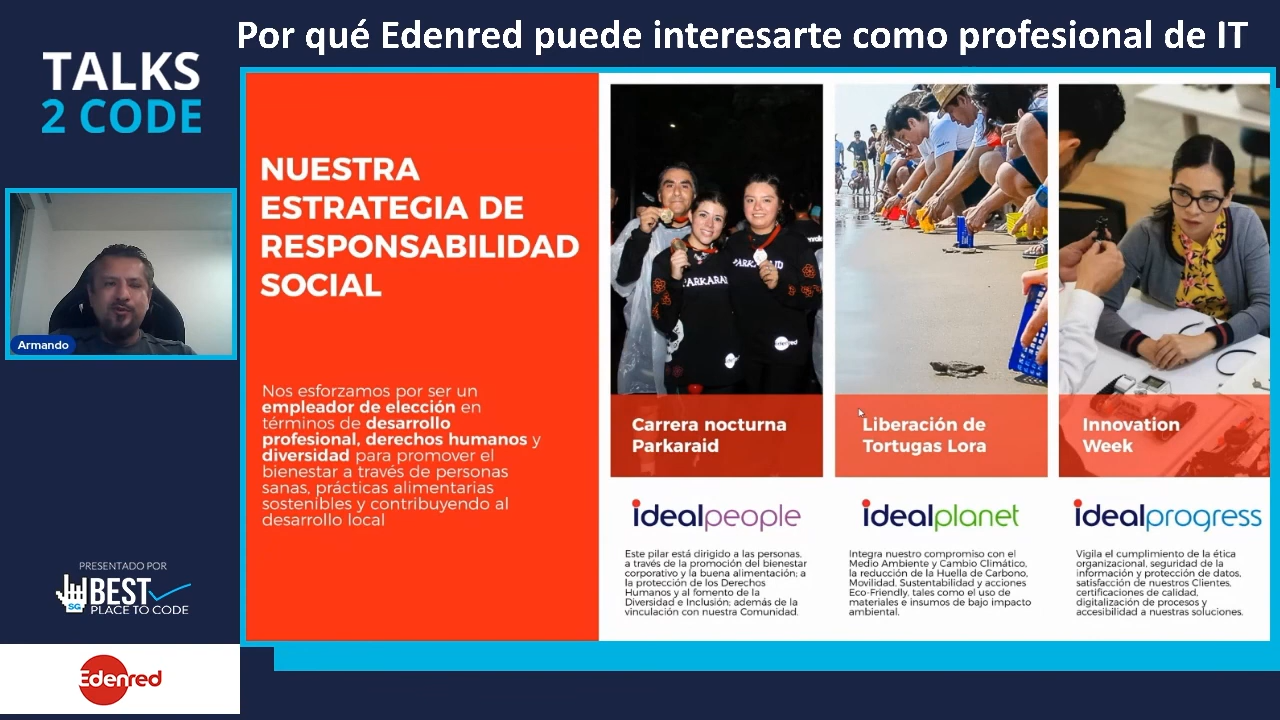 Por qué Edenred puede interesarte como profesional de IT
TALKS
2 CODE
Armando
PRESENTADO POR
SG
BEST
PLACE TO CODE
Edenred
NUESTRA
ESTRATEGIA DE
RESPONSABILIDAD
SOCIAL
Nos esforzamos por ser un
empleador de elección en
términos de desarrollo
profesional, derechos humanos y
diversidad para promover el
bienestar a través de personas
sanas, prácticas alimentarias
sostenibles y contribuyendo al
desarrollo local
PARKARAID
PARKARAID
Edenred
Carrera nocturna
Parkaraid
idealpeople
Este pilar está dirigido a las personas,
a través de la promoción del bienestar
corporativo y la buena alimentación; a
la protección de los Derechos
Humanos y al fomento de la
Diversidad e Inclusión; además de la
vinculación con nuestra Comunidad.
Liberación de
Tortugas Lora
idealplanet
Integra nuestro compromiso con el
Medio Ambiente y Cambio Climático,
la reducción de la Huella de Carbono,
Movilidad, Sustentabilidad y acciones
Eco-Friendly, tales como el uso de
materiales e insumos de bajo impacto
ambiental.
Innovation
Week
idealprogress
Vigila el cumplimiento de la ética
organizacional, seguridad de la
información y protección de datos,
satisfacción de nuestros Clientes,
certificaciones de calidad,
digitalización de procesos y
accesibilidad a nuestras soluciones.